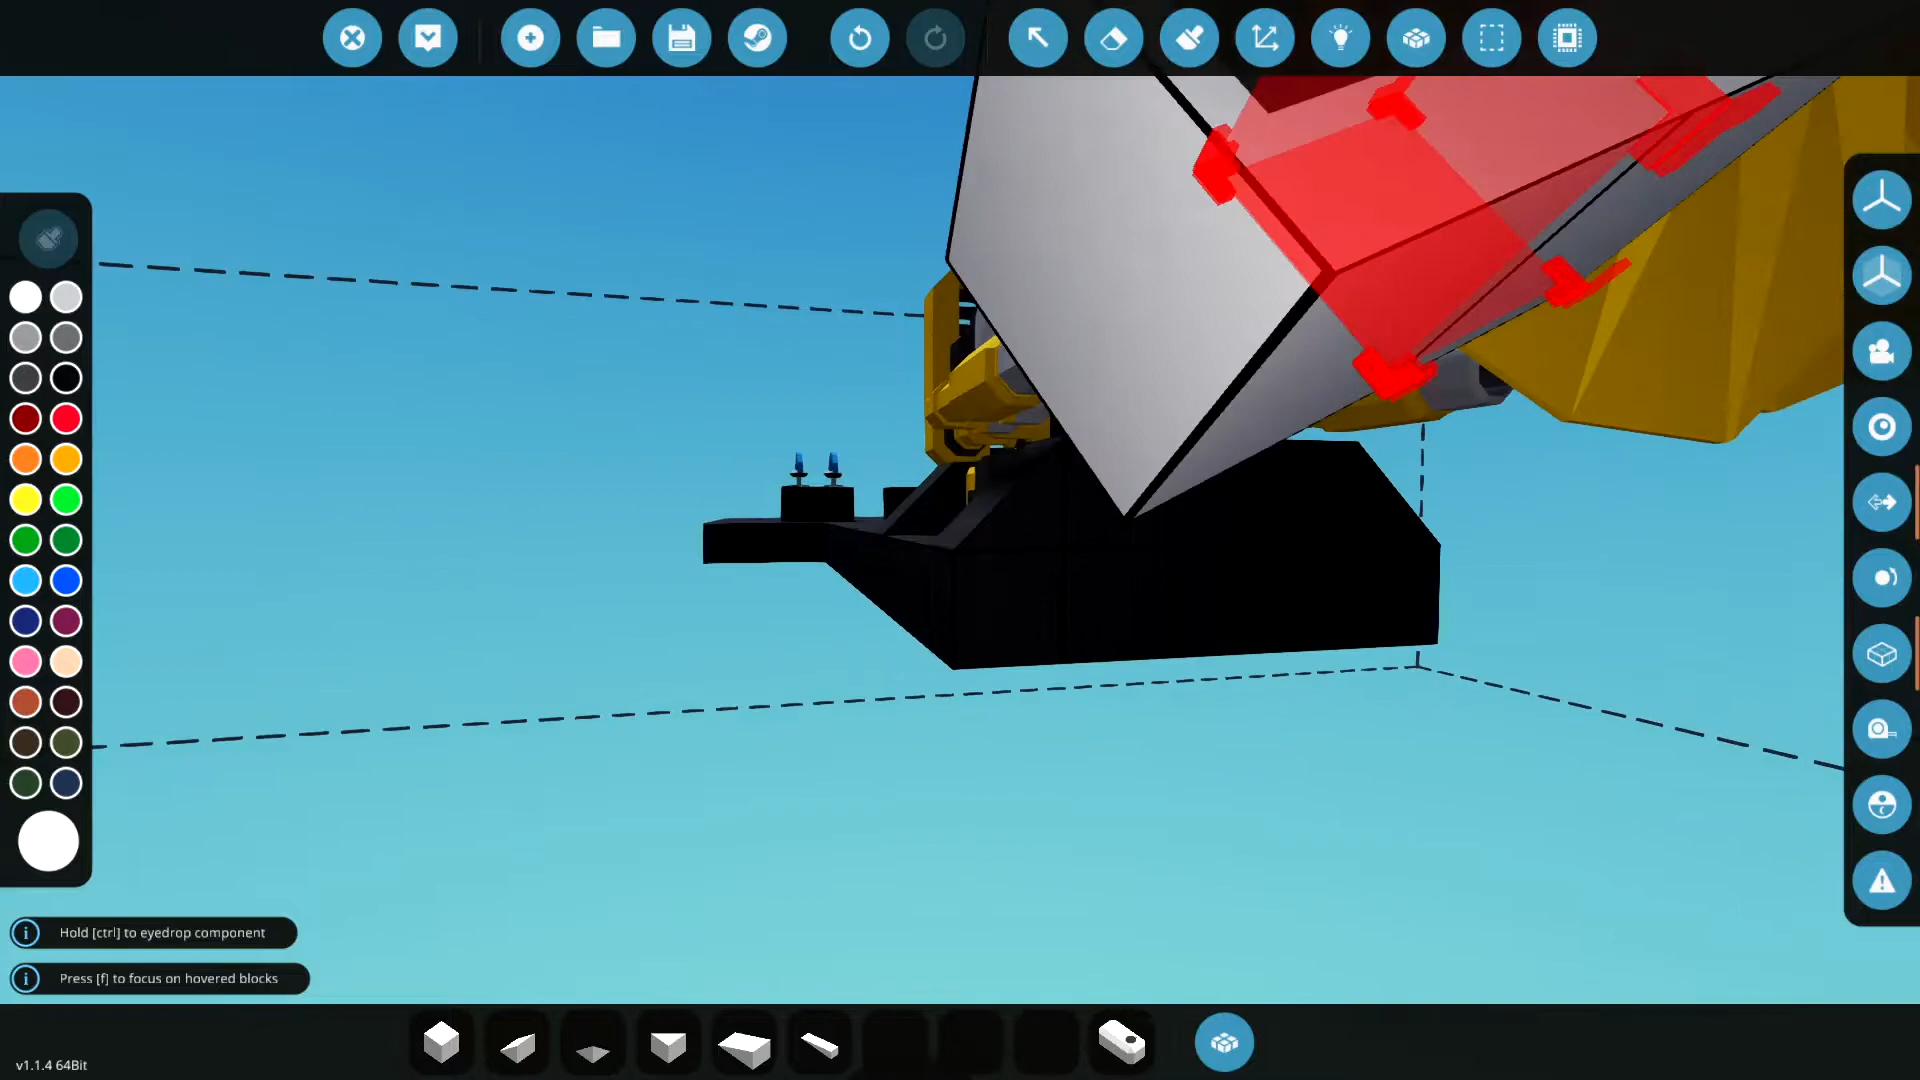 Hold [ctrl] to eyedrop component
Press [f] to focus on hovered blocks
v1.1.4 64Bit